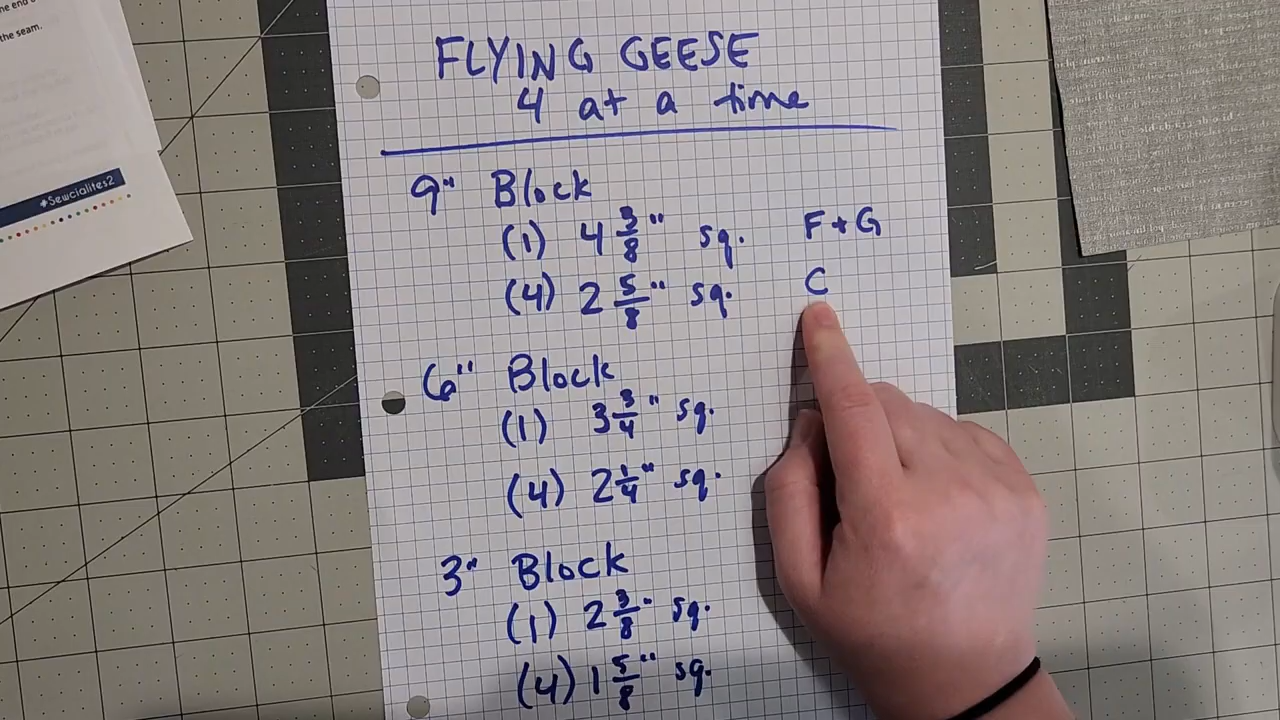 the seam.
#Sewcialites2
FLYING GEESE
4 at a time
9" Block
(1) 4 3/8" sq. F + G
(4) 2 5/8" sq. C
6" Block
(1) 3 3/4" sq.
(4) 2 1/4" sq.
3" Block
(1) 2 3/8" sq.
(4) 1 5/8" sq.